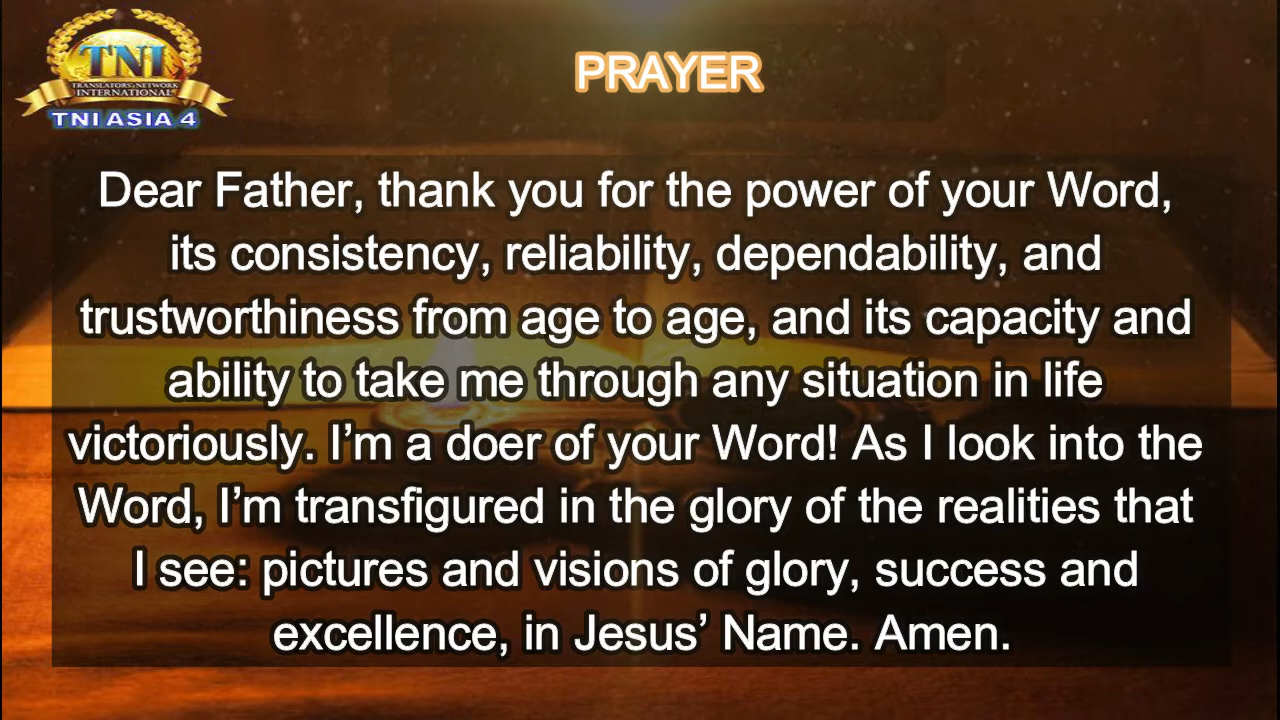 TNI
TRANSLATORS' NETWORK
INTERNATIONAL
TNI ASIA 4
PRAYER
Dear Father, thank you for the power of your Word,
its consistency, reliability, dependability, and
trustworthiness from age to age, and its capacity and
ability to take me through any situation in life
victoriously. I’m a doer of your Word! As I look into the
Word, I’m transfigured in the glory of the realities that
I see: pictures and visions of glory, success and
excellence, in Jesus’ Name. Amen.